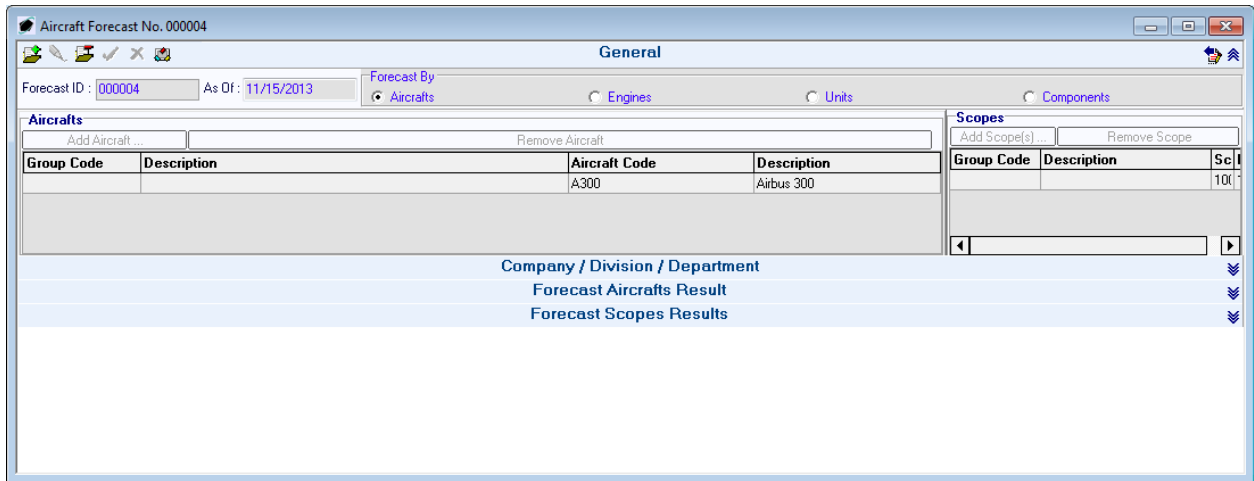 Aircraft Forecast No. 000004
General
Forecast ID : 000004 As Of : 11/15/2013 Forecast By
Aircrafts Engines Units Components
Aircrafts Scopes
Add Aircraft ... Remove Aircraft Add Scope(s) ... Remove Scope
Group Code Description Aircraft Code Description Group Code Description Sc
A300 Airbus 300 10
Company / Division / Department
Forecast Aircrafts Result
Forecast Scopes Results